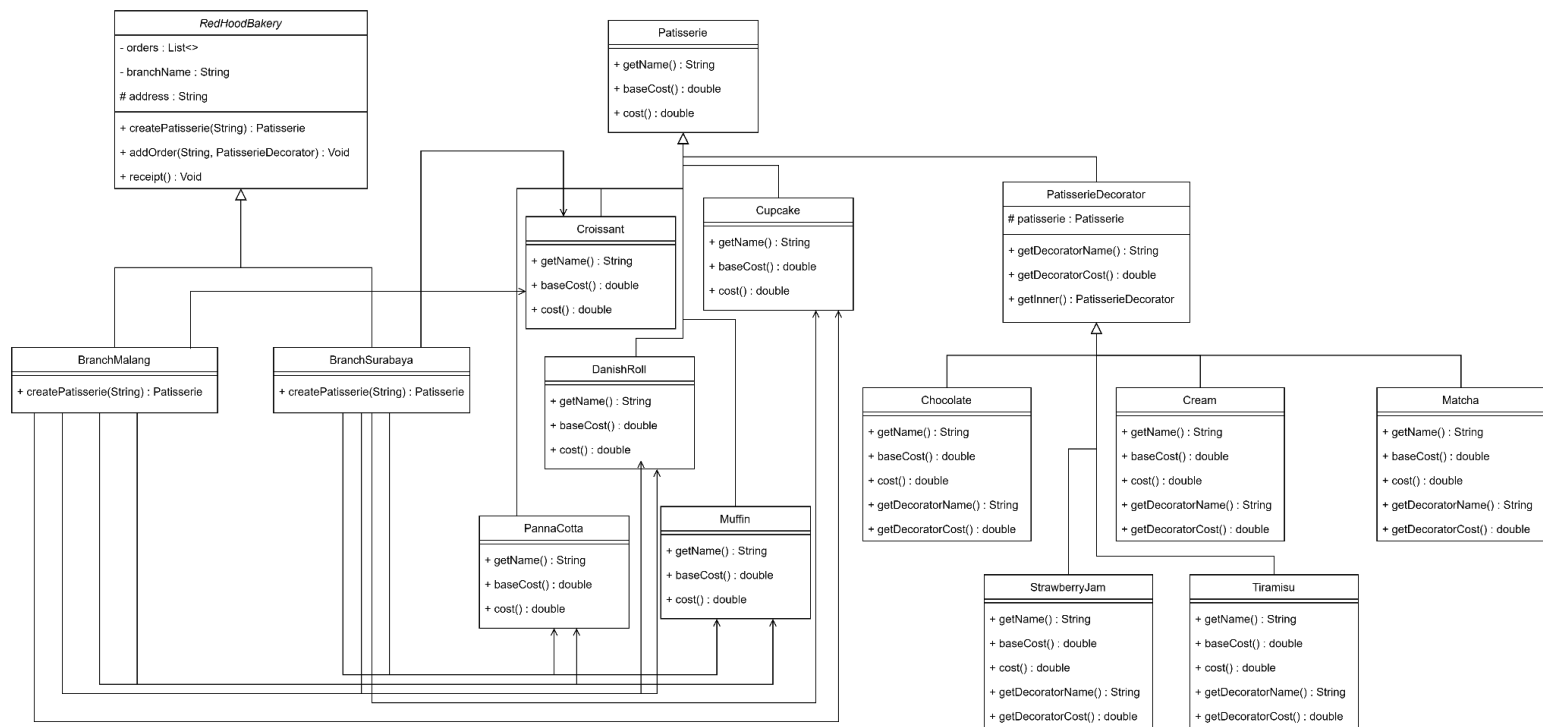 RedHoodBakery
- orders : List<>
- branchName : String
# address : String
+ createPatisserie(String) : Patisserie
+ addOrder(String, PatisserieDecorator) : Void
+ receipt() : Void
Patisserie
+ getName() : String
+ baseCost() : double
+ cost() : double
Croissant
+ getName() : String
+ baseCost() : double
+ cost() : double
Cupcake
+ getName() : String
+ baseCost() : double
+ cost() : double
PatisserieDecorator
# patisserie : Patisserie
+ getDecoratorName() : String
+ getDecoratorCost() : double
+ getInner() : PatisserieDecorator
BranchMalang
+ createPatisserie(String) : Patisserie
BranchSurabaya
+ createPatisserie(String) : Patisserie
DanishRoll
+ getName() : String
+ baseCost() : double
+ cost() : double
Chocolate
+ getName() : String
+ baseCost() : double
+ cost() : double
+ getDecoratorName() : String
+ getDecoratorCost() : double
Cream
+ getName() : String
+ baseCost() : double
+ cost() : double
+ getDecoratorName() : String
+ getDecoratorCost() : double
Matcha
+ getName() : String
+ baseCost() : double
+ cost() : double
+ getDecoratorName() : String
+ getDecoratorCost() : double
PannaCotta
+ getName() : String
+ baseCost() : double
+ cost() : double
Muffin
+ getName() : String
+ baseCost() : double
+ cost() : double
StrawberryJam
+ getName() : String
+ baseCost() : double
+ cost() : double
+ getDecoratorName() : String
+ getDecoratorCost() : double
Tiramisu
+ getName() : String
+ baseCost() : double
+ cost() : double
+ getDecoratorName() : String
+ getDecoratorCost() : double